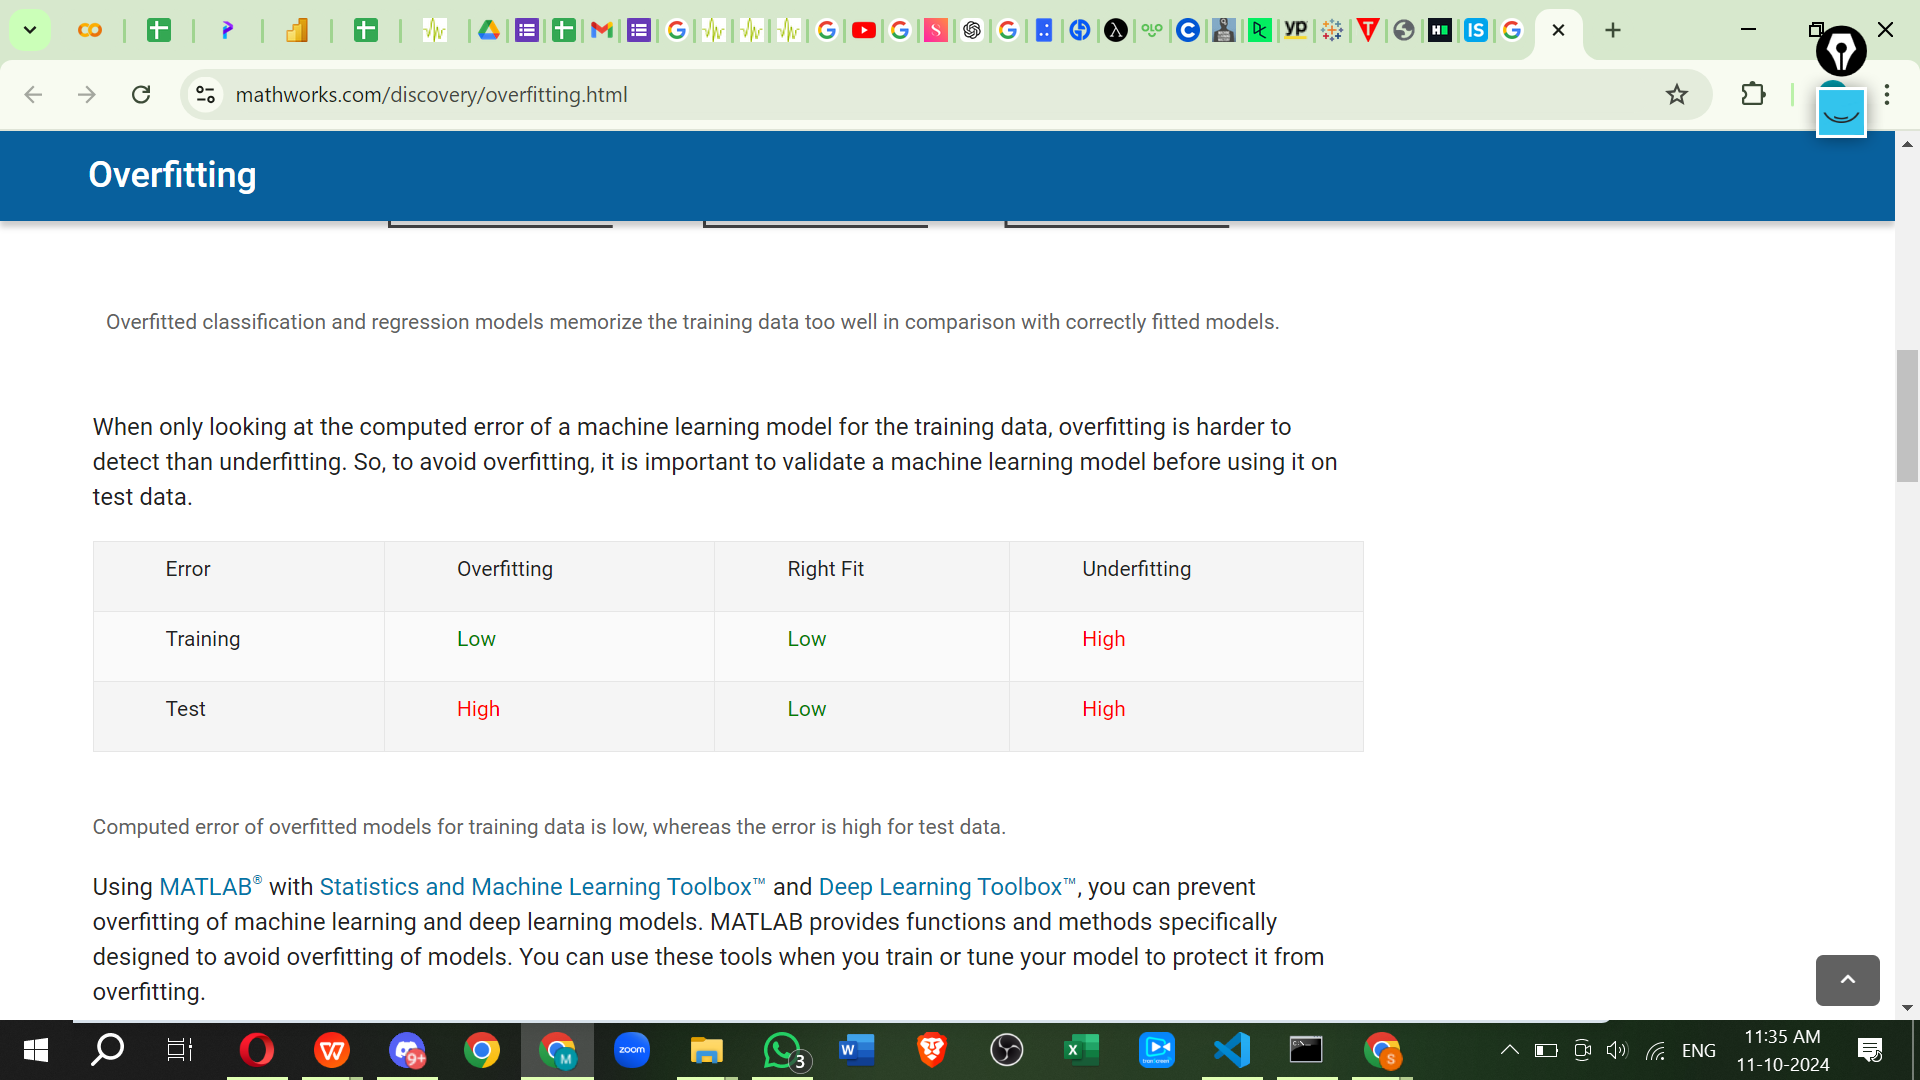 mathworks.com/discovery/overfitting.html
Overfitting
Overfitted classification and regression models memorize the training data too well in comparison with correctly fitted models.
When only looking at the computed error of a machine learning model for the training data, overfitting is harder to
detect than underfitting. So, to avoid overfitting, it is important to validate a machine learning model before using it on
test data.
Error Overfitting Right Fit Underfitting
Training Low Low High
Test High Low High
Computed error of overfitted models for training data is low, whereas the error is high for test data.
Using MATLAB® with Statistics and Machine Learning Toolbox™ and Deep Learning Toolbox™, you can prevent
overfitting of machine learning and deep learning models. MATLAB provides functions and methods specifically
designed to avoid overfitting of models. You can use these tools when you train or tune your model to protect it from
overfitting.
9+ M zoom 3 S ENG 11:35 AM
11-10-2024